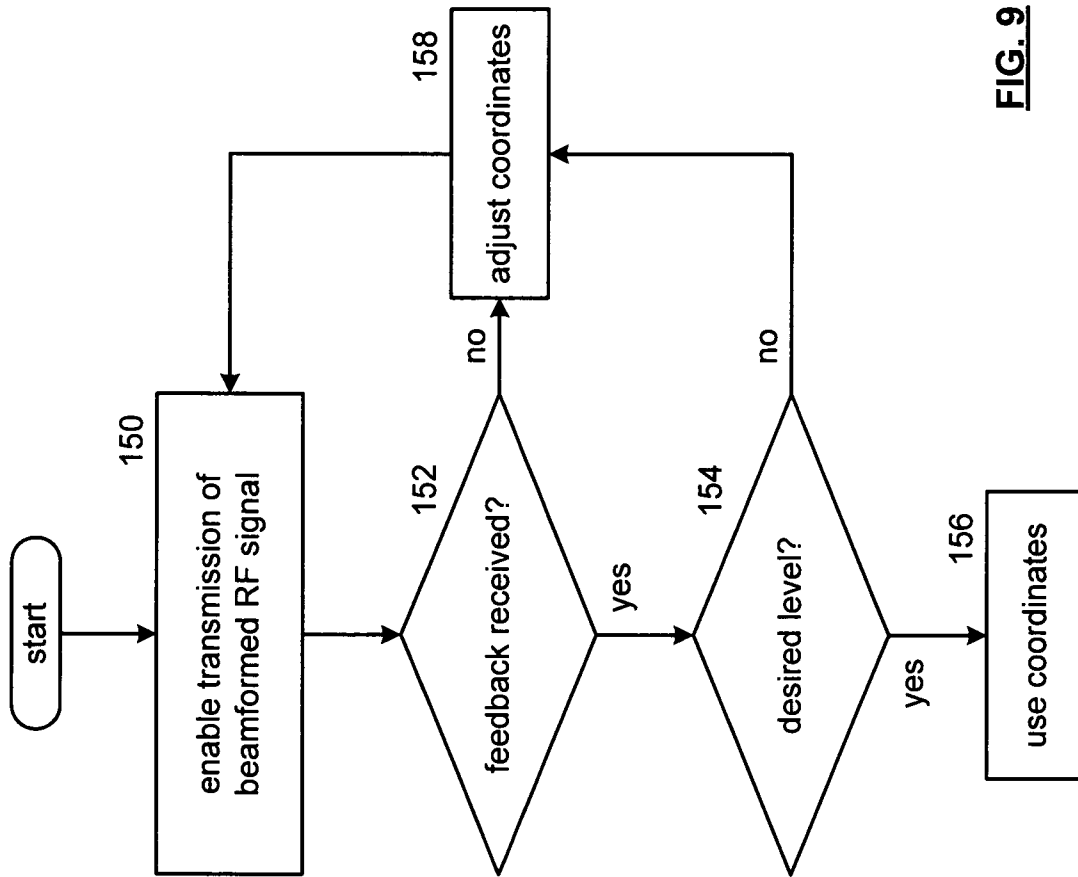 start
150
enable transmission of
beamformed RF signal
158
adjust coordinates
152
feedback received?
no
yes
154
desired level?
no
yes
156
use coordinates
FIG. 9